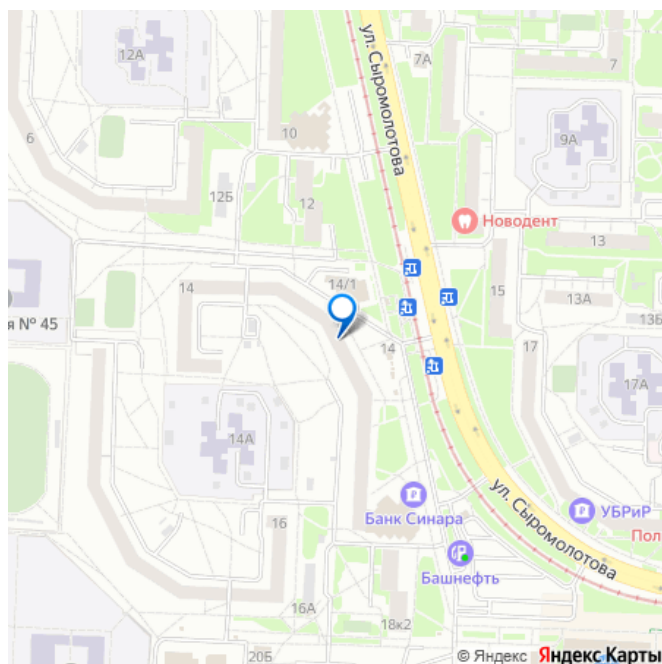 ул. Сыромолотова
12А
7А
7
6
10
9А
12Б
12
Новодент
13
14
14/1
15
13А
я № 45
14
17
13Б
17А
14А
Банк Синара
ул. Сыромолотова
УБРиР
16
Пол
Башнефть
16А
18к2
20Б
© Яндекс Яндекс Карты